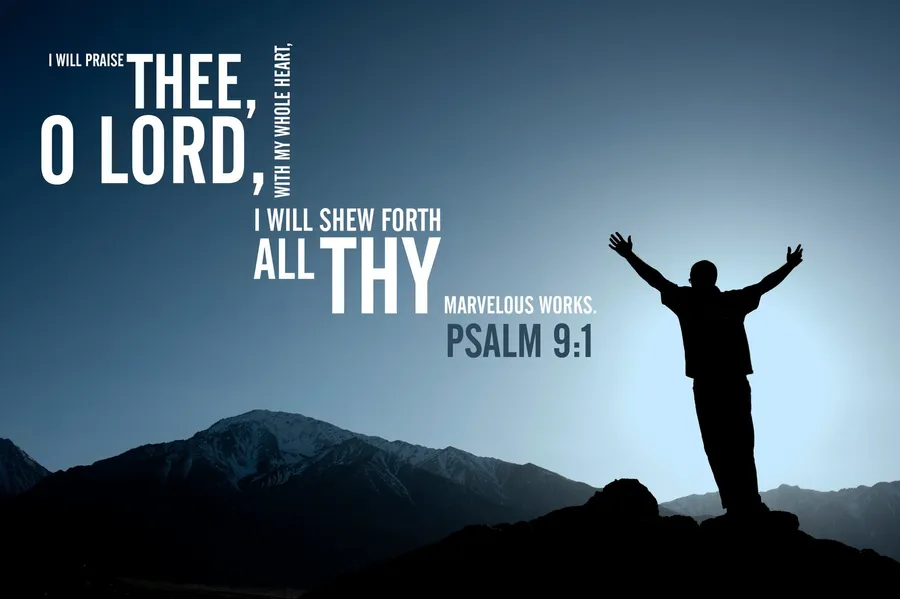 I WILL PRAISE THEE,
O LORD,
WITH MY WHOLE HEART,
I WILL SHEW FORTH
ALL THY
MARVELOUS WORKS.
PSALM 9:1